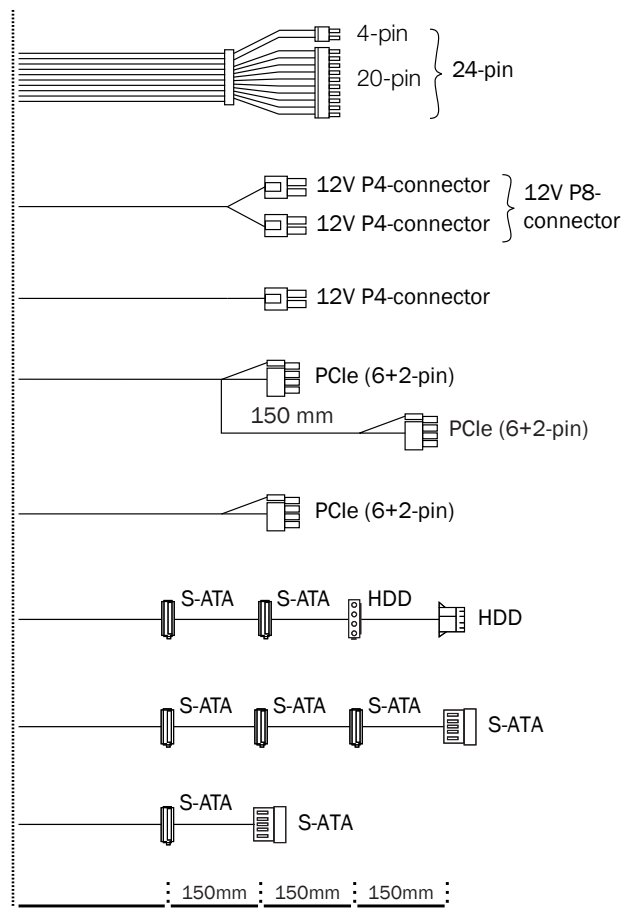 4-pin
20-pin
24-pin
12V P4-connector
12V P4-connector
12V P8-
connector
12V P4-connector
PCIe (6+2-pin)
150 mm
PCIe (6+2-pin)
PCIe (6+2-pin)
S-ATA S-ATA HDD
HDD
S-ATA S-ATA S-ATA
S-ATA
S-ATA
S-ATA
150mm 150mm 150mm